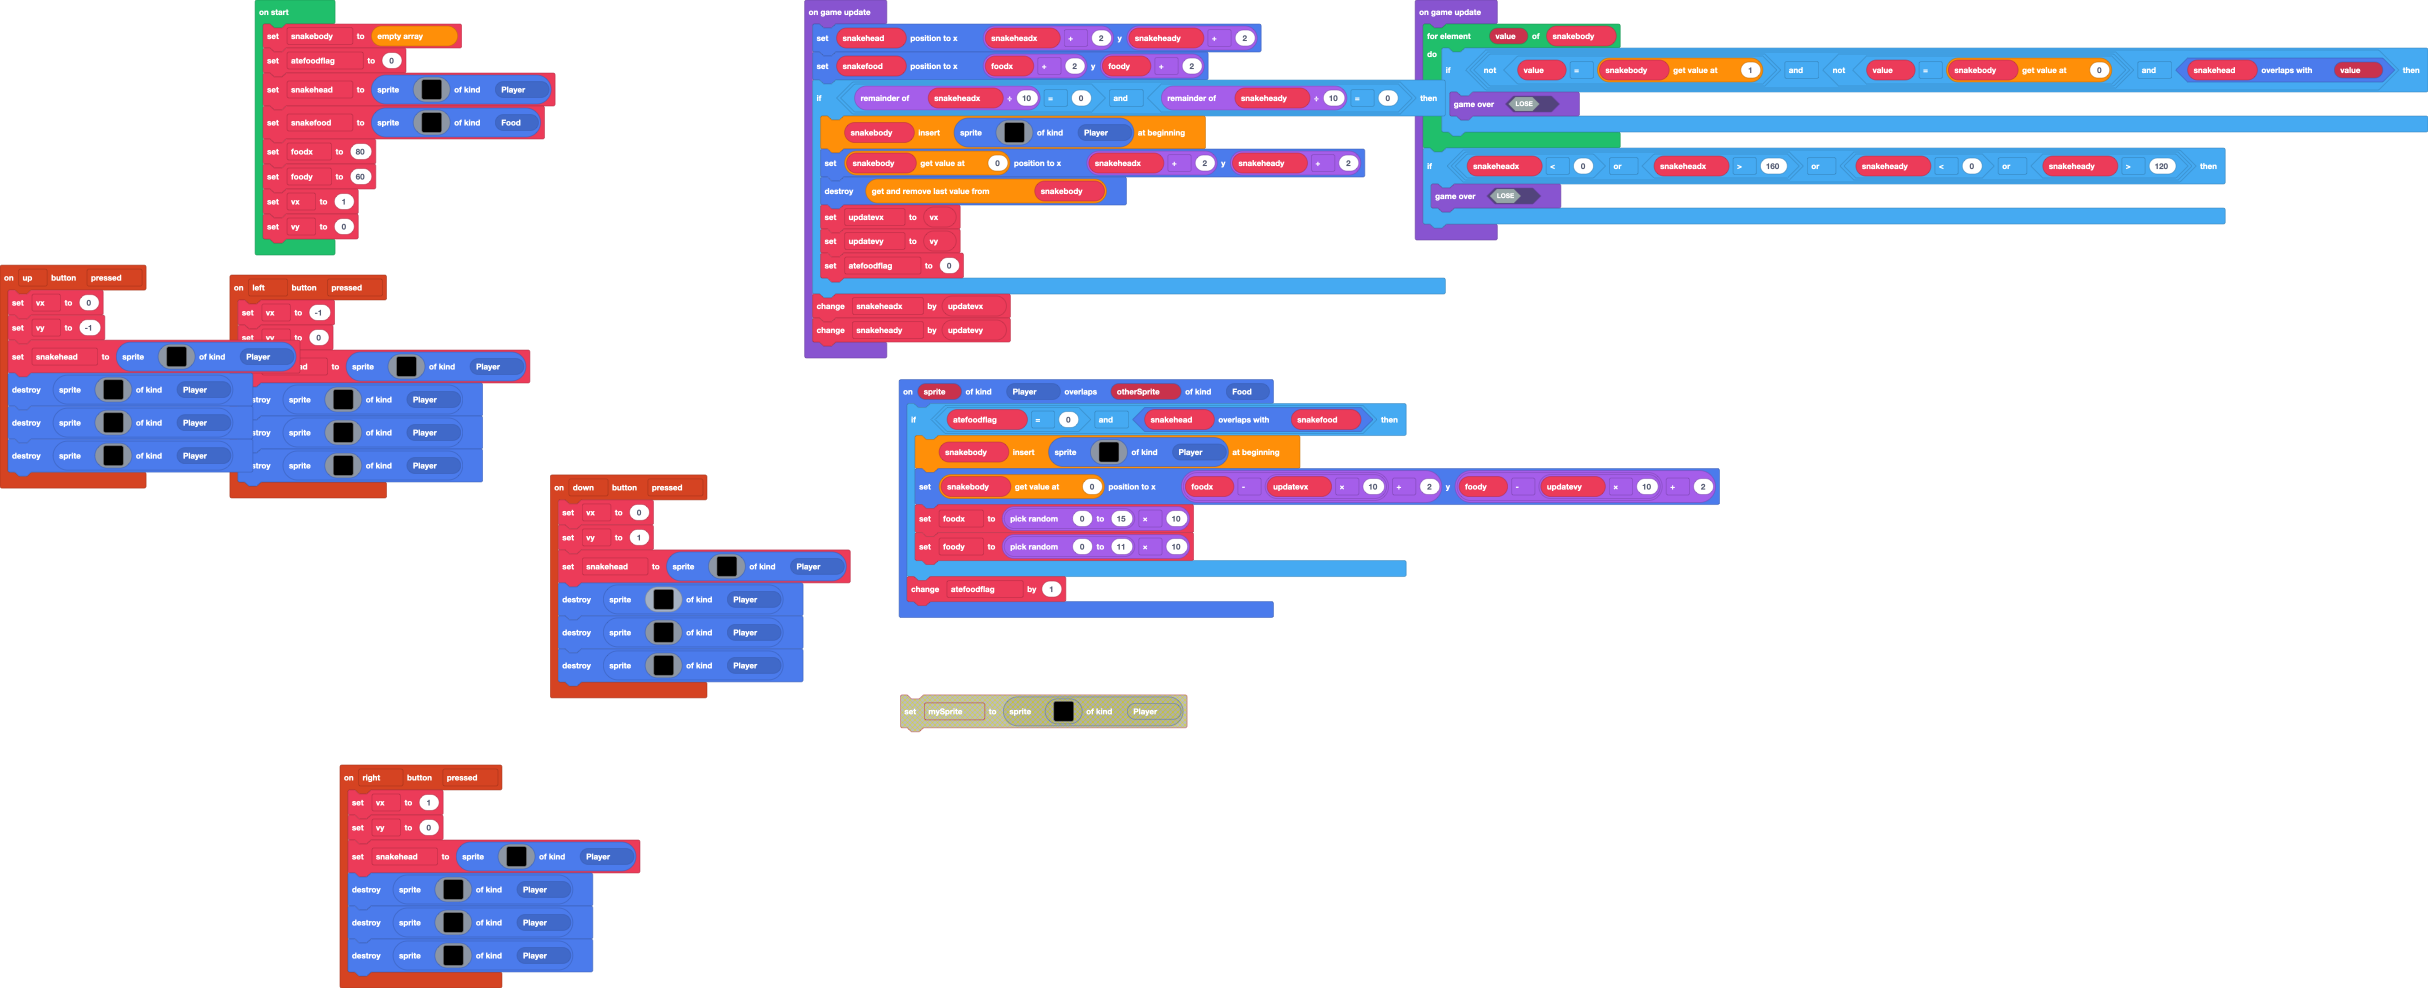 on start
set snakebody to empty array
set atefoodflag to 0
set snakehead to sprite of kind Player
set snakefood to sprite of kind Food
set foodx to 80
set foody to 60
set vx to 1
set vy to 0
on up button pressed
set vx to 0
set vy to -1
set snakehead to sprite of kind Player
destroy sprite of kind Player
destroy sprite of kind Player
destroy sprite of kind Player
on left button pressed
set vx to -1
set vy to 0
to sprite of kind Player
sprite of kind Player
sprite of kind Player
sprite of kind Player
on down button pressed
set vx to 0
set vy to 1
set snakehead to sprite of kind Player
destroy sprite of kind Player
destroy sprite of kind Player
destroy sprite of kind Player
on right button pressed
set vx to 1
set vy to 0
set snakehead to sprite of kind Player
destroy sprite of kind Player
destroy sprite of kind Player
destroy sprite of kind Player
on game update
set snakehead position to x snakeheadx + 2 y snakeheady + 2
set snakefood position to x foodx + 2 y foody + 2
if remainder of snakeheadx ÷ 10 = 0 and remainder of snakeheady ÷ 10 = 0 then
snakebody insert sprite of kind Player at beginning
set snakebody get value at 0 position to x snakeheadx + 2 y snakeheady + 2
destroy get and remove last value from snakebody
set updatevx to vx
set updatevy to vy
set atefoodflag to 0
change snakeheadx by updatevx
change snakeheady by updatevy
on sprite of kind Player overlaps otherSprite of kind Food
if atefoodflag = 0 and snakehead overlaps with snakefood then
snakebody insert sprite of kind Player at beginning
set snakebody get value at 0 position to x foodx - updatevx × 10 + 2 y foody - updatevy × 10 + 2
set foodx to pick random 0 to 15 × 10
set foody to pick random 0 to 11 × 10
change atefoodflag by 1
set mySprite to sprite of kind Player
on game update
for element value of snakebody
do
if not value = snakebody get value at 1 and not value = snakebody get value at 0 and snakehead overlaps with value then
game over LOSE
if snakeheadx < 0 or snakeheadx > 160 or snakeheady < 0 or snakeheady > 120 then
game over LOSE